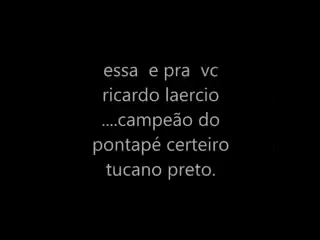 essa  e pra  vc
ricardo laercio
....campeão do
pontapé certeiro
tucano preto.